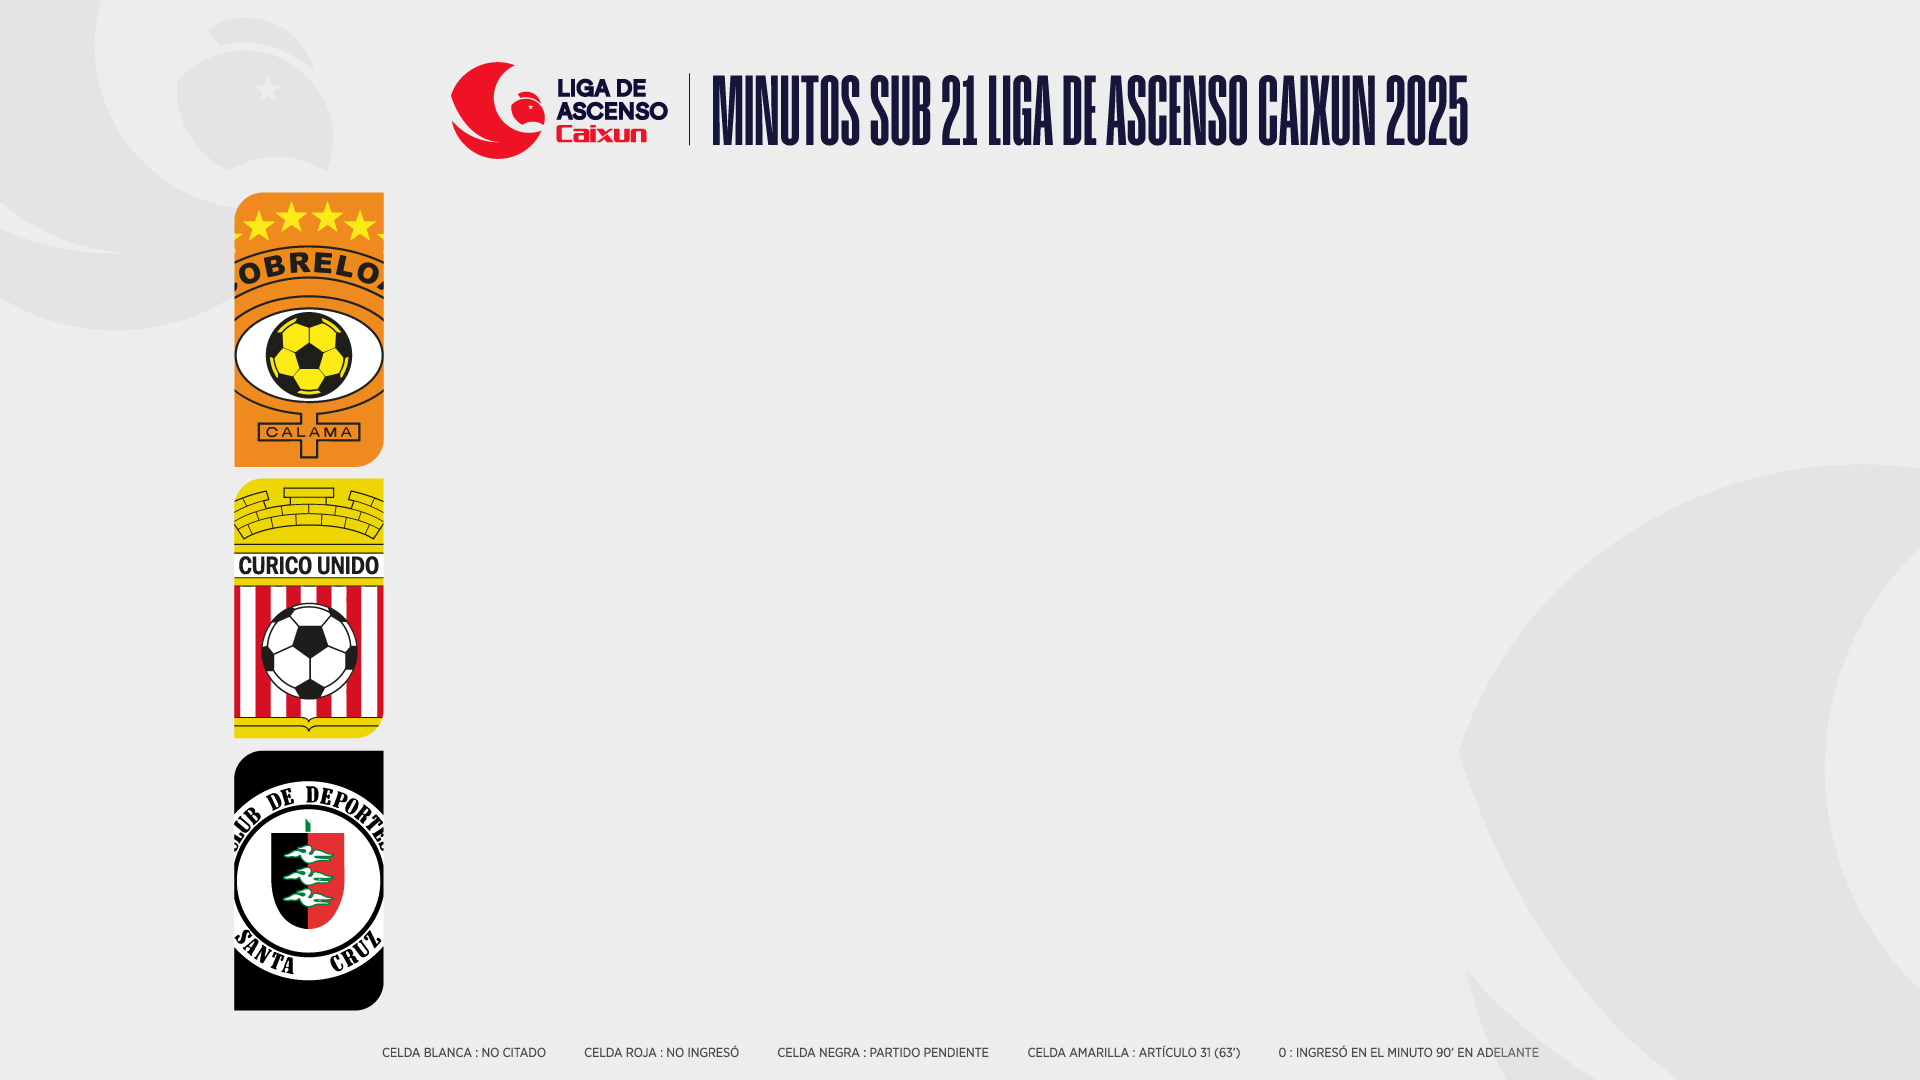 LIGA DE
ASCENSO
Caixun
MINUTOS SUB 21 LIGA DE ASCENSO CAIXUN 2025
COBRELOA
CALAMA
CURICO UNIDO
CLUB DE DEPORTES
SANTA CRUZ
CELDA BLANCA : NO CITADO CELDA ROJA : NO INGRESÓ CELDA NEGRA : PARTIDO PENDIENTE CELDA AMARILLA : ARTÍCULO 31 (63') 0 : INGRESÓ EN EL MINUTO 90' EN ADELANTE